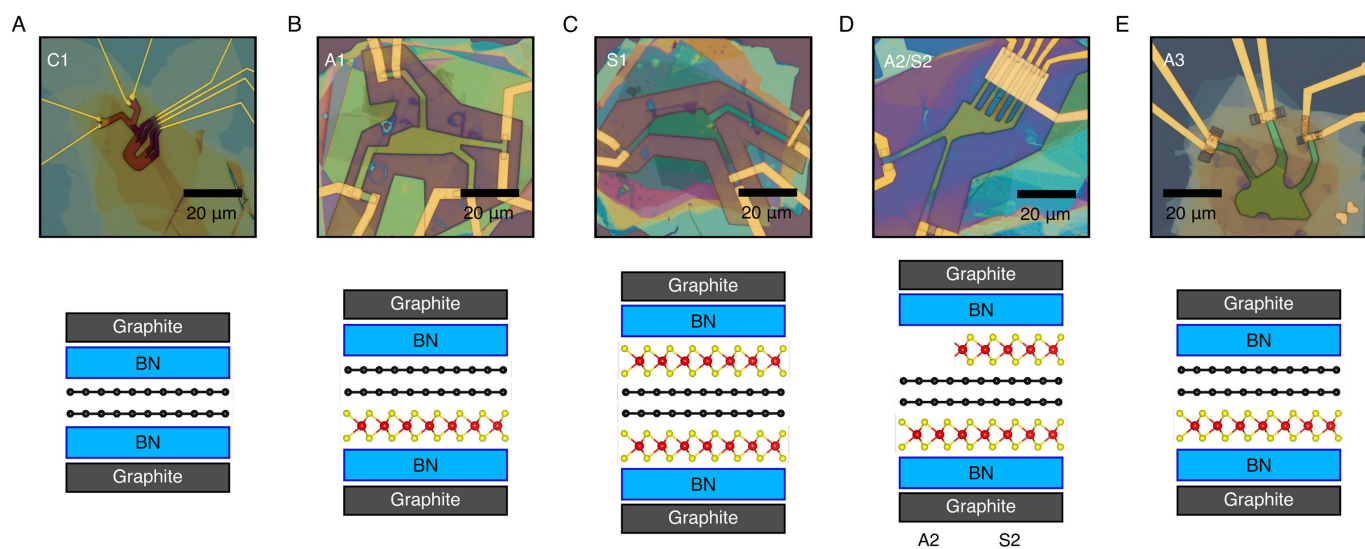 A
B
C
D
E
C1
A1
S1
A2/S2
A3
20 μm
20 μm
20 μm
20 μm
20 μm
Graphite
BN
BN
Graphite
Graphite
BN
BN
Graphite
Graphite
BN
BN
Graphite
Graphite
BN
BN
Graphite
A2 S2
Graphite
BN
BN
Graphite